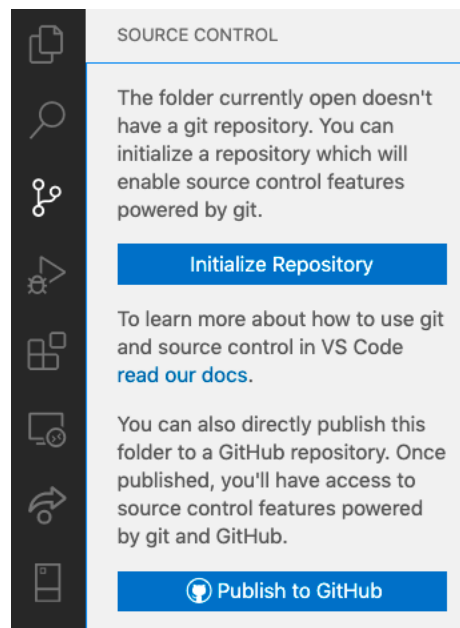 SOURCE CONTROL
The folder currently open doesn't
have a git repository. You can
initialize a repository which will
enable source control features
powered by git.
Initialize Repository
To learn more about how to use git
and source control in VS Code
read our docs.
You can also directly publish this
folder to a GitHub repository. Once
published, you'll have access to
source control features powered
by git and GitHub.
Publish to GitHub